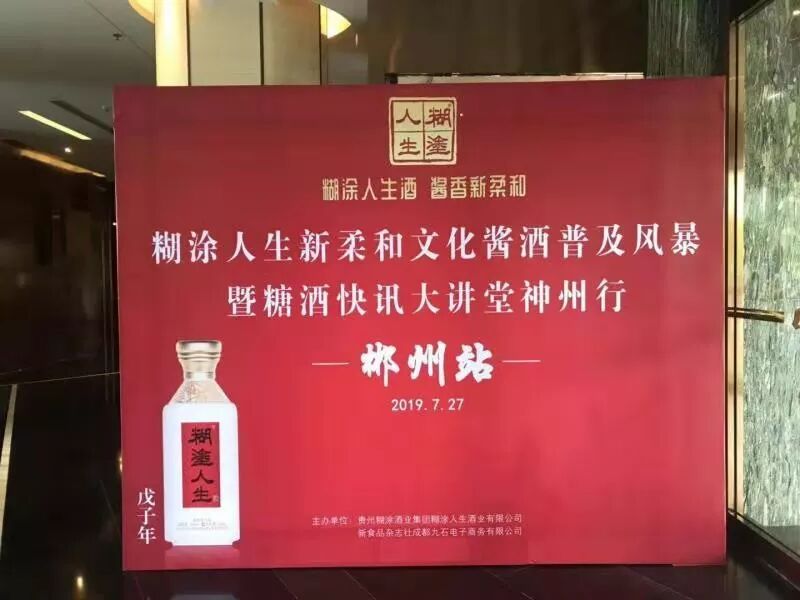 糊塗
人生
糊涂人生酒 酱香新柔和
糊涂人生新柔和文化酱酒普及风暴
暨糖酒快讯大讲堂神州行
郴州站
2019.7.27
糊塗人生
戊子年
主办单位: 贵州糊涂酒业集团糊涂人生酒业有限公司
新食品杂志社成都九石电子商务有限公司